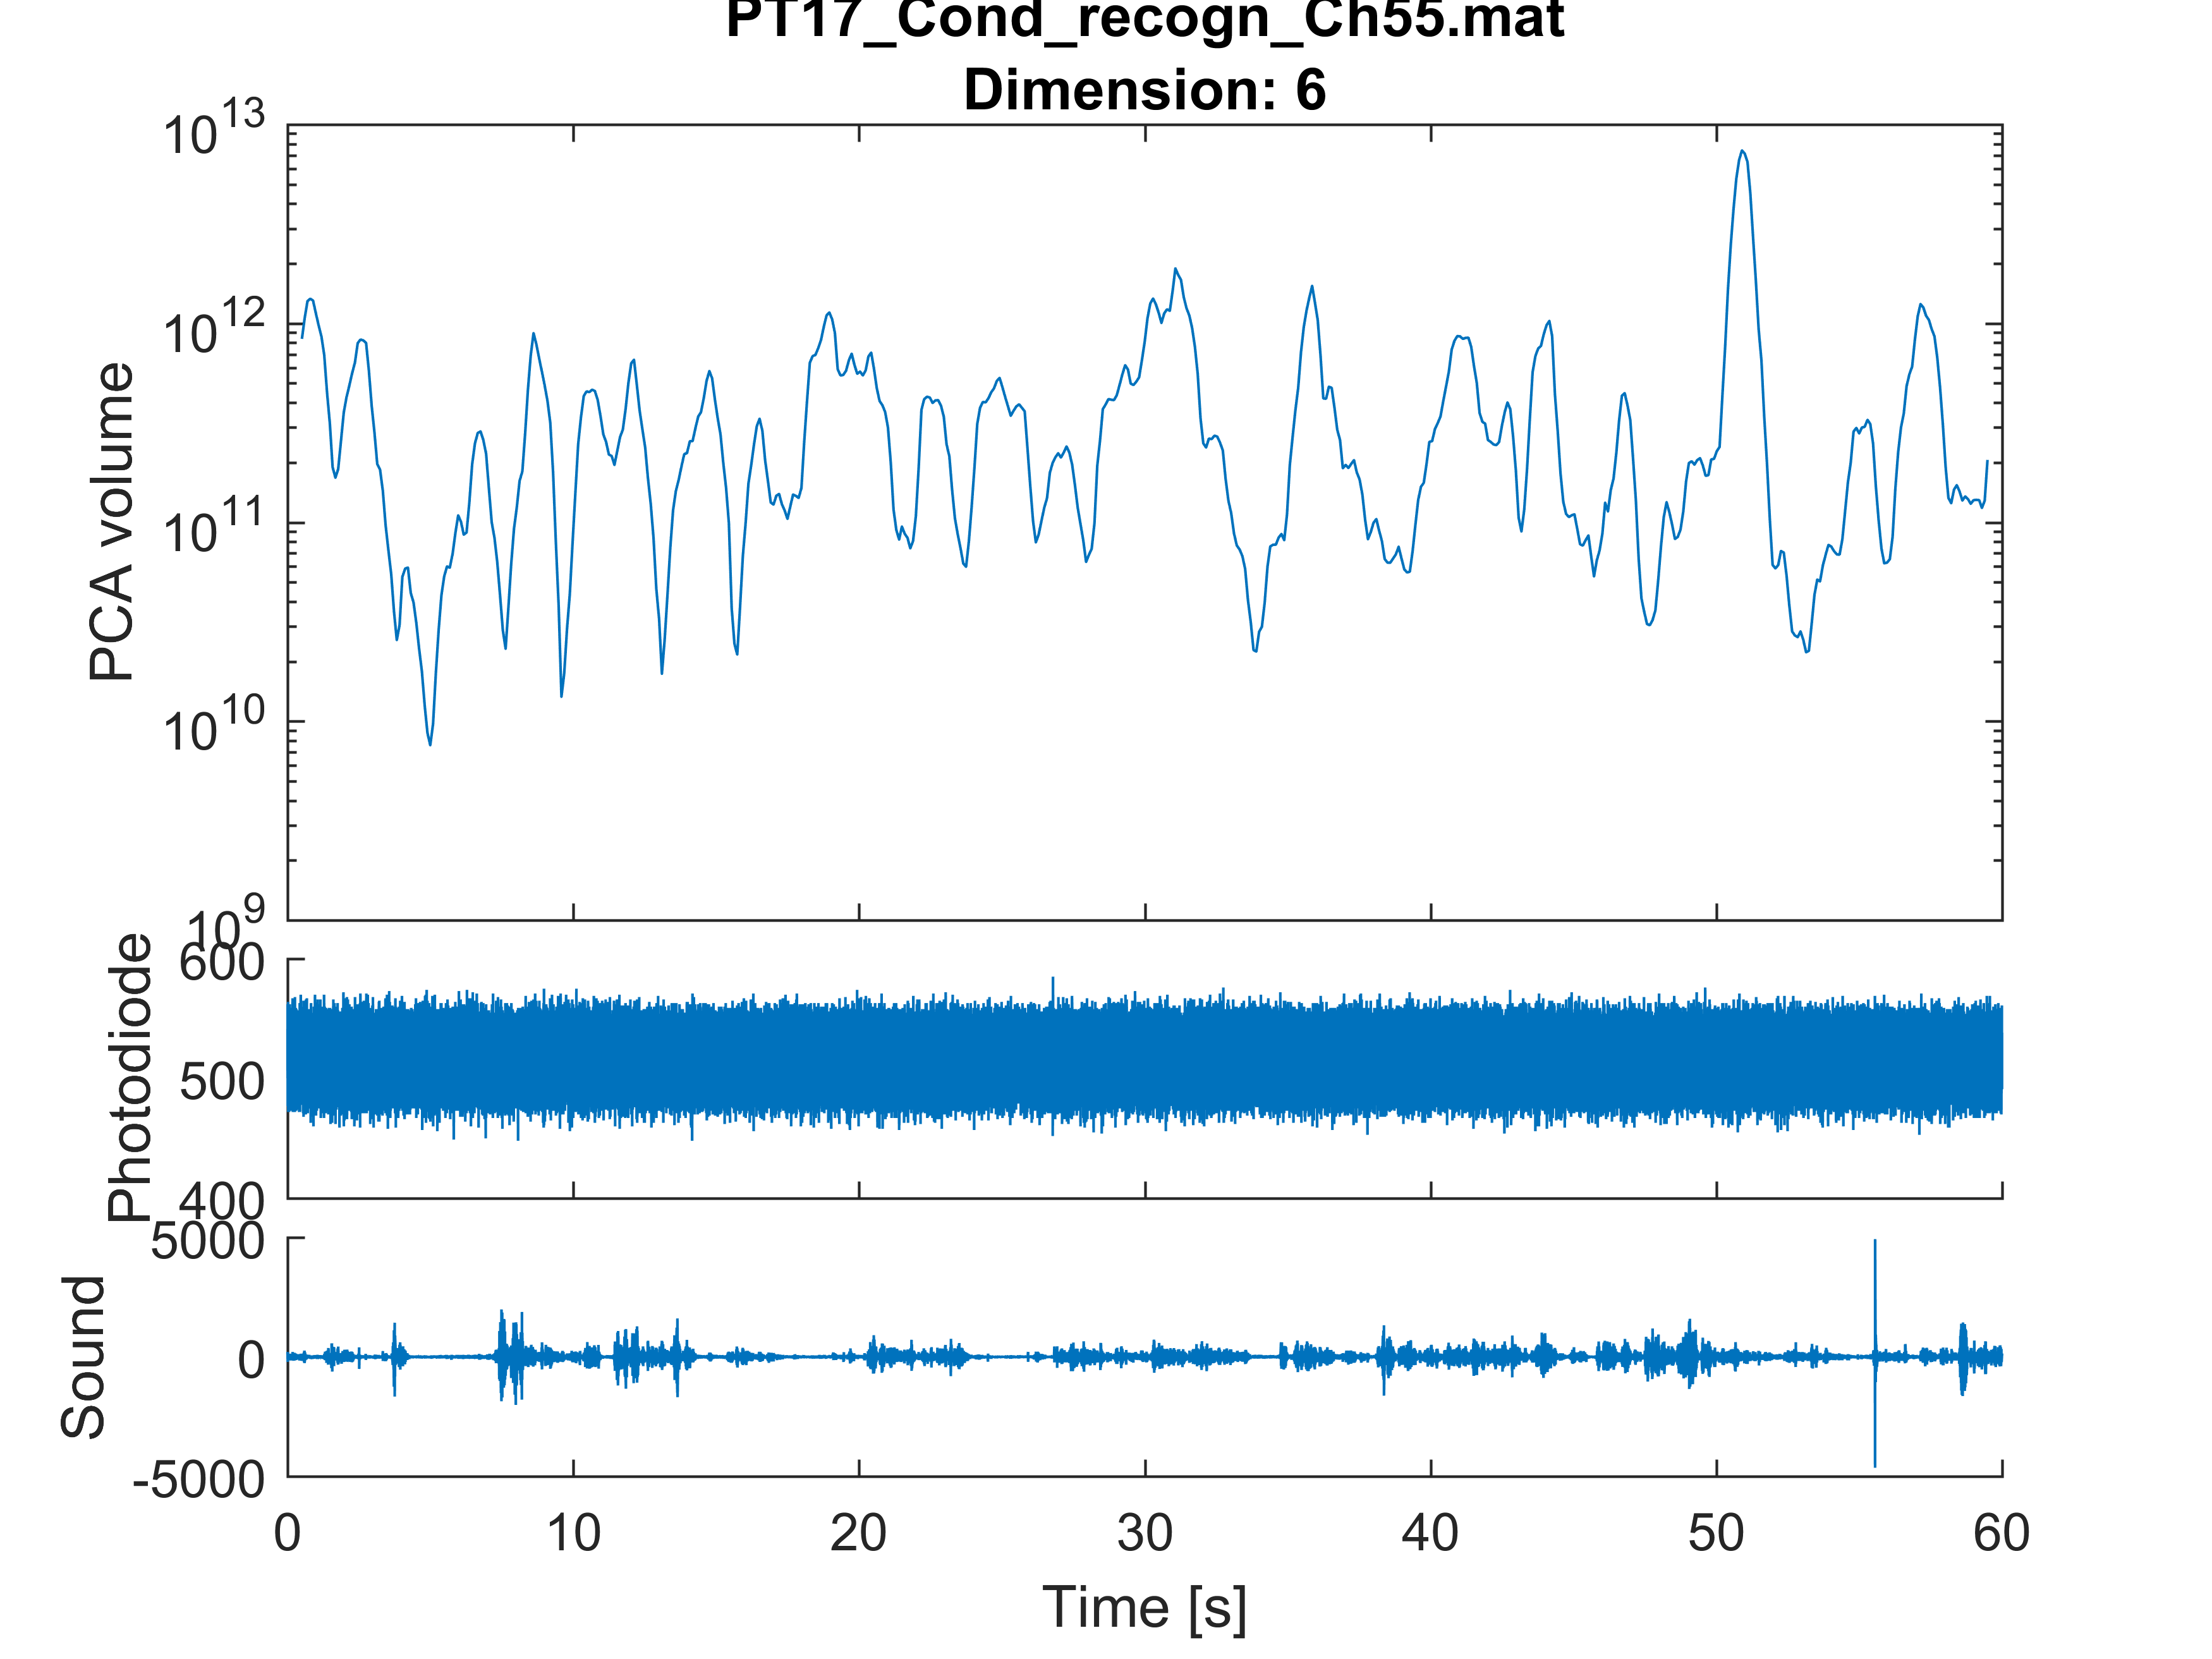 PT17_Cond_recogn_Ch55.mat
Dimension: 6
10^13
10^12
10^11
10^10
10^9
PCA volume
600
500
400
Photodiode
5000
0
-5000
Sound
0 10 20 30 40 50 60
Time [s]